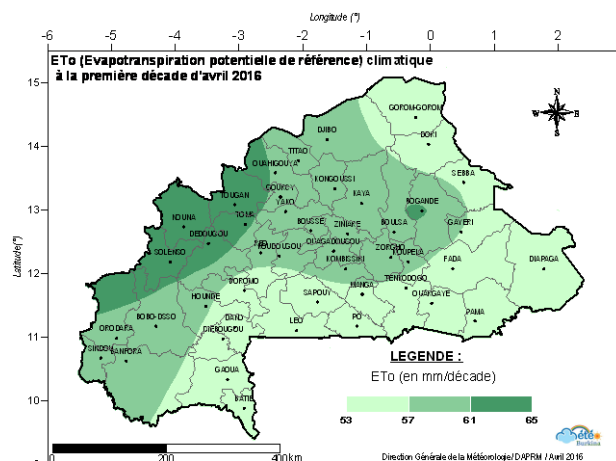 Longitude (°)
-6 -5 -4 -3 -2 -1 0 1 2
ETo (Evapotranspiration potentielle de référence) climatique
à la première décade d'avril 2016
15
14
13
12
11
10
Latitude(°)
N
W E
S
GOROM-GOROM
DJIBO
DORI
TITAO
OUAHIGOUYA
SEBBA
KONGOUSSI
TOUGAN
GOURCY
KAYA
BOGANDE
NOUNA
YAKO
TOMA
BOUSSE
ZINIARE
BOULSA
GAYERI
DEDOUGOU
OUAGADOUGOU
SOLENZO
KOUDOUGOU
ZORGHO
KOUPELA
KOMBISSIRI
FADA
DIAPAGA
TENKODOGO
BOROMO
MANGA
HOUNDE
SAPOUY
OUARGAYE
BOBO-DSSO
DANO
LEO
PO
PAMA
ORODARA
DIEBOUGOU
SINDOU
BANFORA
GAOUA
BATIE
LEGENDE :
ETo (en mm/décade)
53 57 61 65
0 200 400km
météo
Burkina
Direction Générale de la Météorologie/DAPRM / Avril 2016